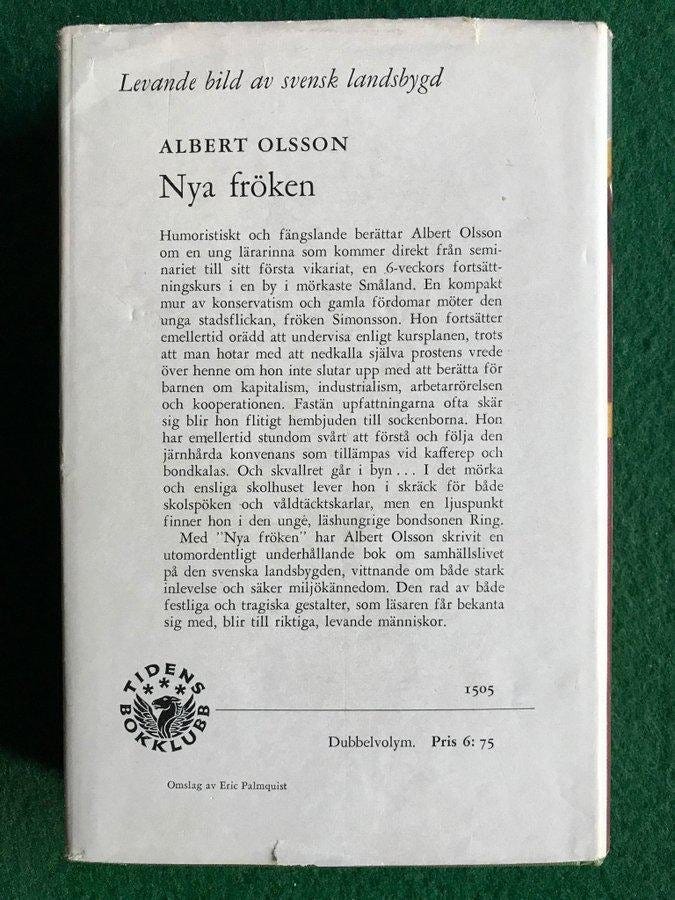 Levande bild av svensk landsbygd
ALBERT OLSSON
Nya fröken
Humoristiskt och fängslande berättar Albert Olsson
om en ung lärarinna som kommer direkt från semi-
nariet till sitt första vikariat, en 6-veckors fortsätt-
ningskurs i en by i mörkaste Småland. En kompakt
mur av konservatism och gamla fördomar möter den
unga stadsflickan, fröken Simonsson. Hon fortsätter
emellertid orädd att undervisa enligt kursplanen, trots
att man hotar med att nedkalla själva prostens vrede
över henne om hon inte slutar upp med att berätta för
barnen om kapitalism, industrialism, arbetarrörelsen
och kooperationen. Fastän upfattningarna ofta skär
sig blir hon flitigt hembjuden till sockenborna. Hon
har emellertid stundom svårt att förstå och följa den
järnhårda konvenans som tillämpas vid kafferep och
bondkalas. Och skvallret går i byn . . . I det mörka
och ensliga skolhuset lever hon i skräck för både
skolspöken och våldtäcktskarlar, men en ljuspunkt
finner hon i den unge, läshungrige bondsonen Ring.
Med "Nya fröken" har Albert Olsson skrivit en
utomordentligt underhållande bok om samhällslivet
på den svenska landsbygden, vittnande om både stark
inlevelse och säker miljökännedom. Den rad av både
festliga och tragiska gestalter, som läsaren får bekanta
sig med, blir till riktiga, levande människor.
TIDENS
BOKKLUBB
1505
Dubbelvolym. Pris 6: 75
Omslag av Eric Palmquist